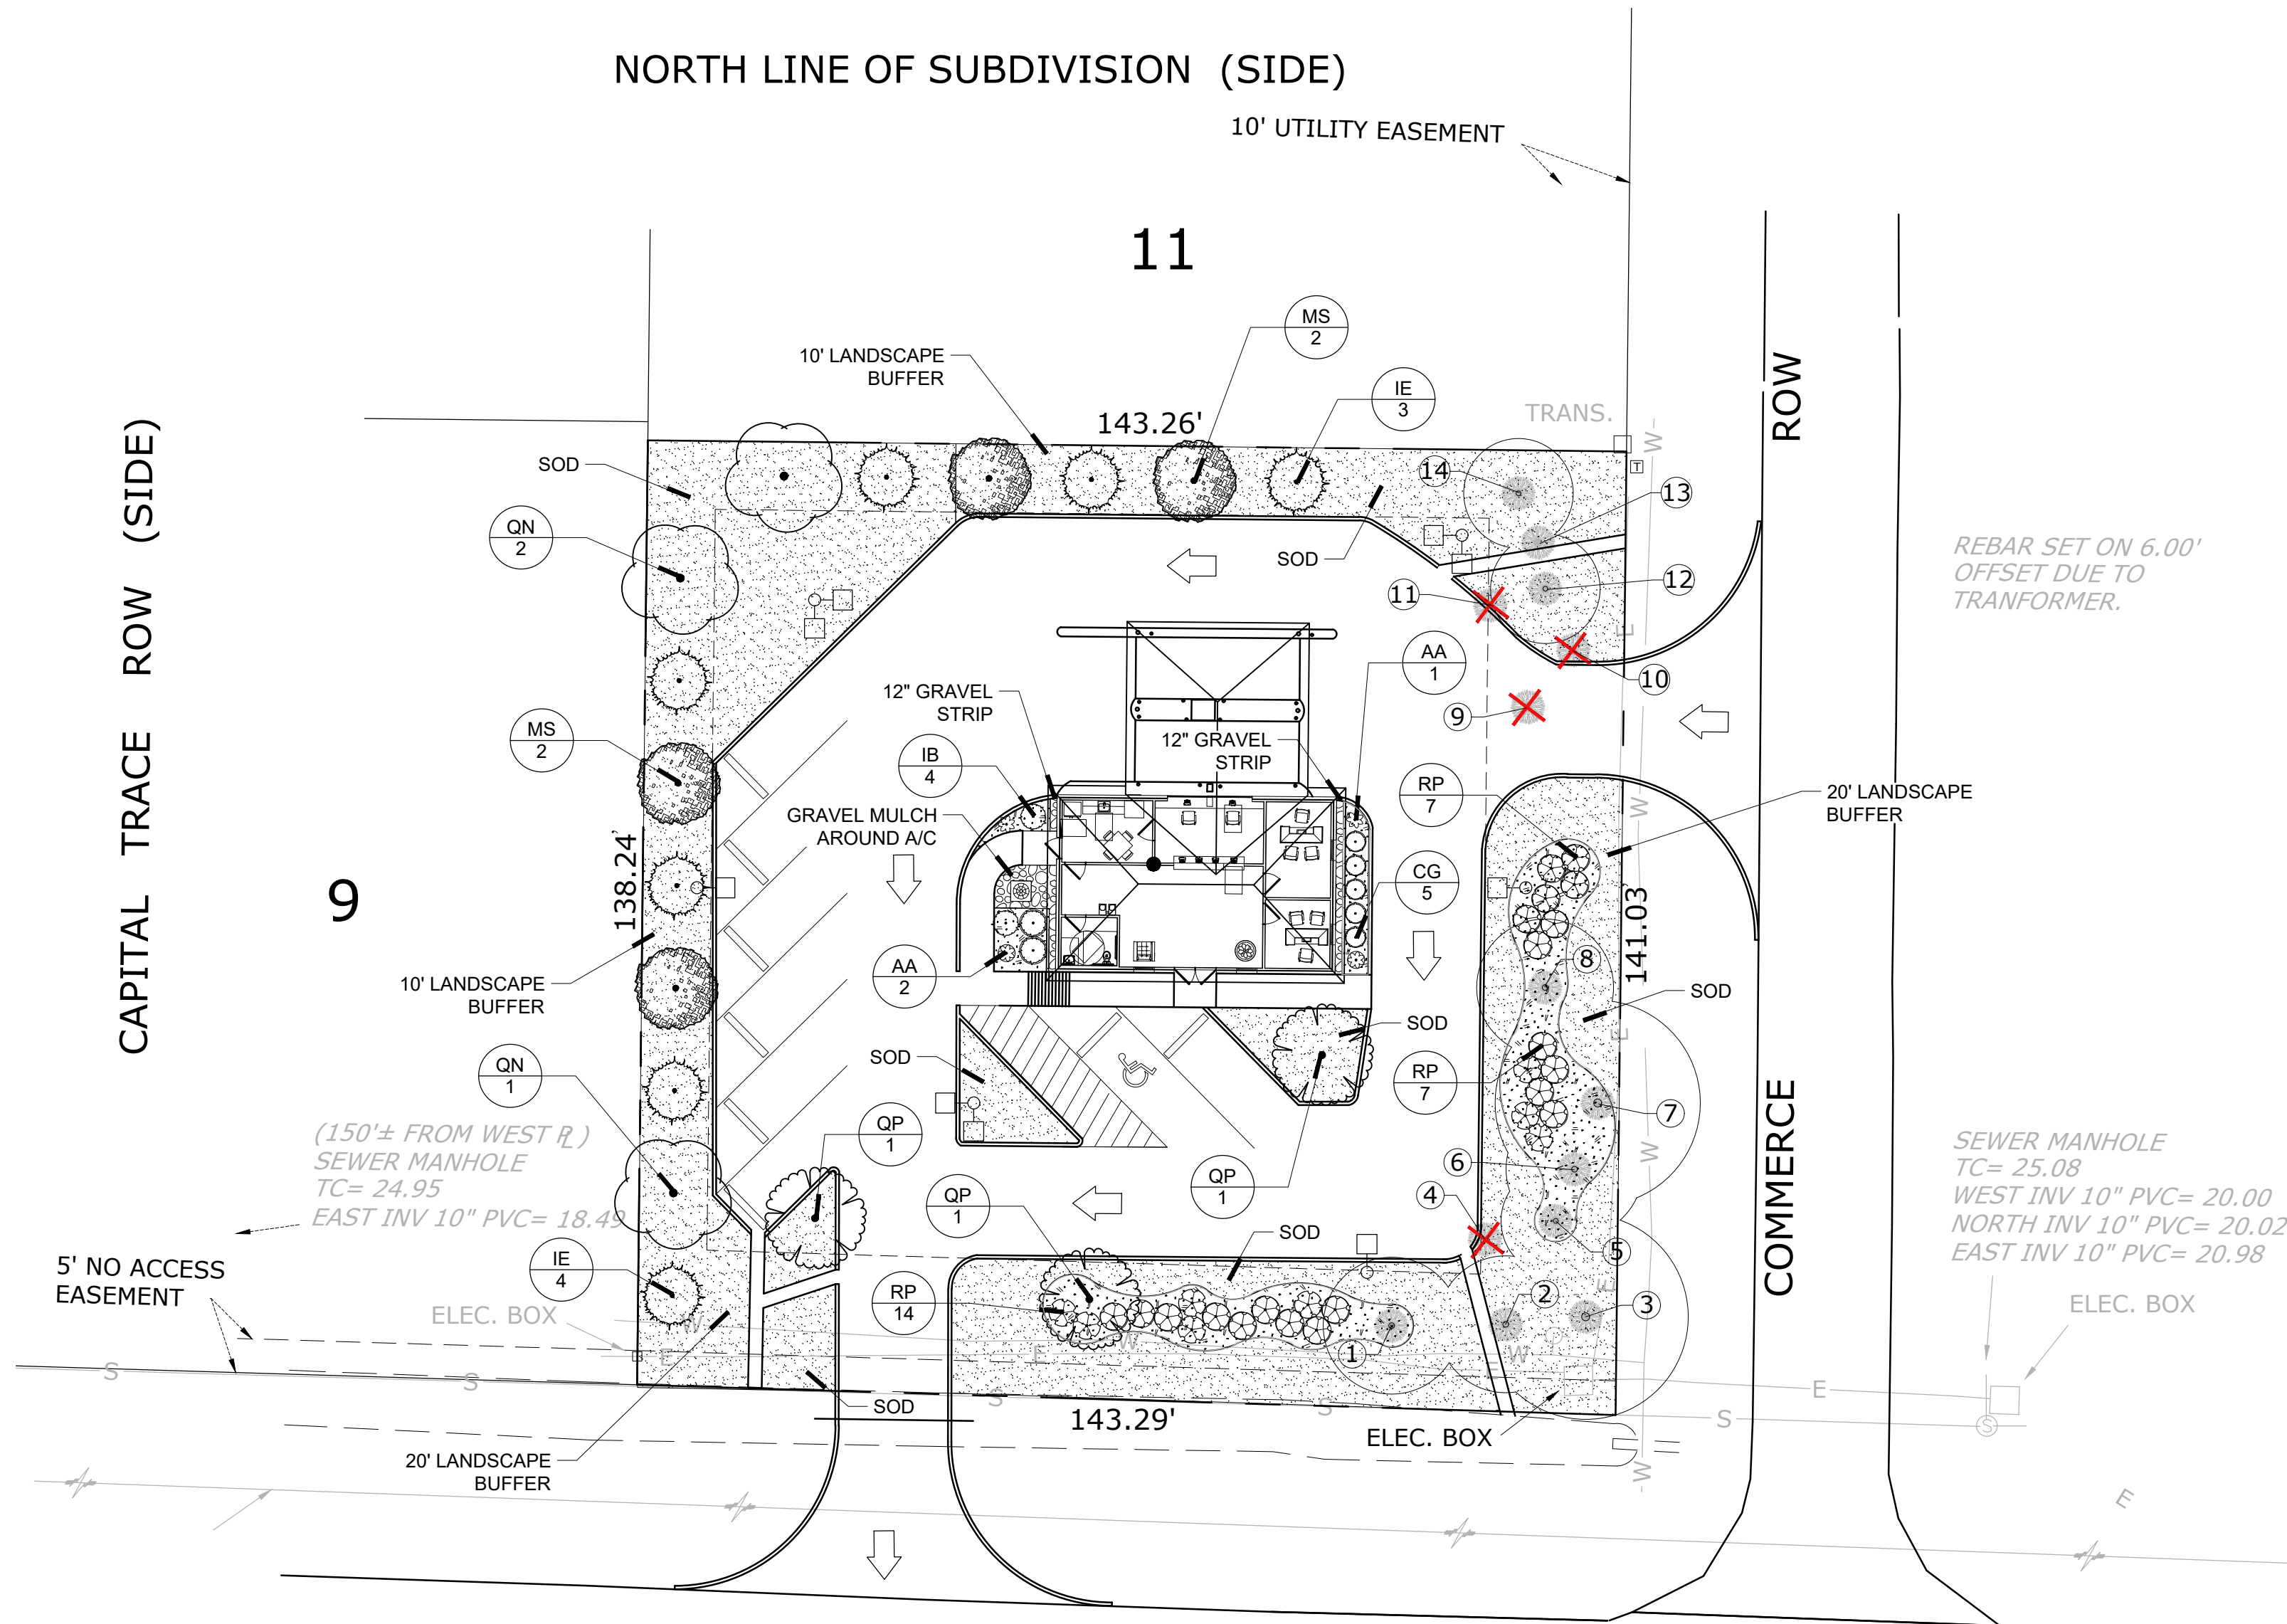 NORTH LINE OF SUBDIVISION (SIDE)
10' UTILITY EASEMENT
11
MS
2
10' LANDSCAPE
BUFFER
IE
3
143.26'
TRANS.
ROW
W
T
SOD
14
13
QN
2
SOD
REBAR SET ON 6.00'
OFFSET DUE TO
TRANFORMER.
12
11
E
AA
1
10
12" GRAVEL
STRIP
9
MS
2
12" GRAVEL
STRIP
IB
4
RP
7
20' LANDSCAPE
BUFFER
W
GRAVEL MULCH
AROUND A/C
CAPITAL TRACE ROW (SIDE)
9
138.24'
CG
5
141.03'
8
AA
2
10' LANDSCAPE
BUFFER
SOD
SOD
E
SOD
QN
1
RP
7
7
QP
1
(150'± FROM WEST PL)
SEWER MANHOLE
TC= 24.95
EAST INV 10" PVC= 18.49
W
COMMERCE
SEWER MANHOLE
TC= 25.08
WEST INV 10" PVC= 20.00
NORTH INV 10" PVC= 20.02
EAST INV 10" PVC= 20.98
6
QP
1
QP
1
4
SOD
5
5' NO ACCESS
EASEMENT
IE
4
RP
14
E
2
3
ELEC. BOX
ELEC. BOX
W
E
E
W
1
W
E
S
S
S
S
S
E
S
SOD
143.29'
ELEC. BOX
20' LANDSCAPE
BUFFER
W
E